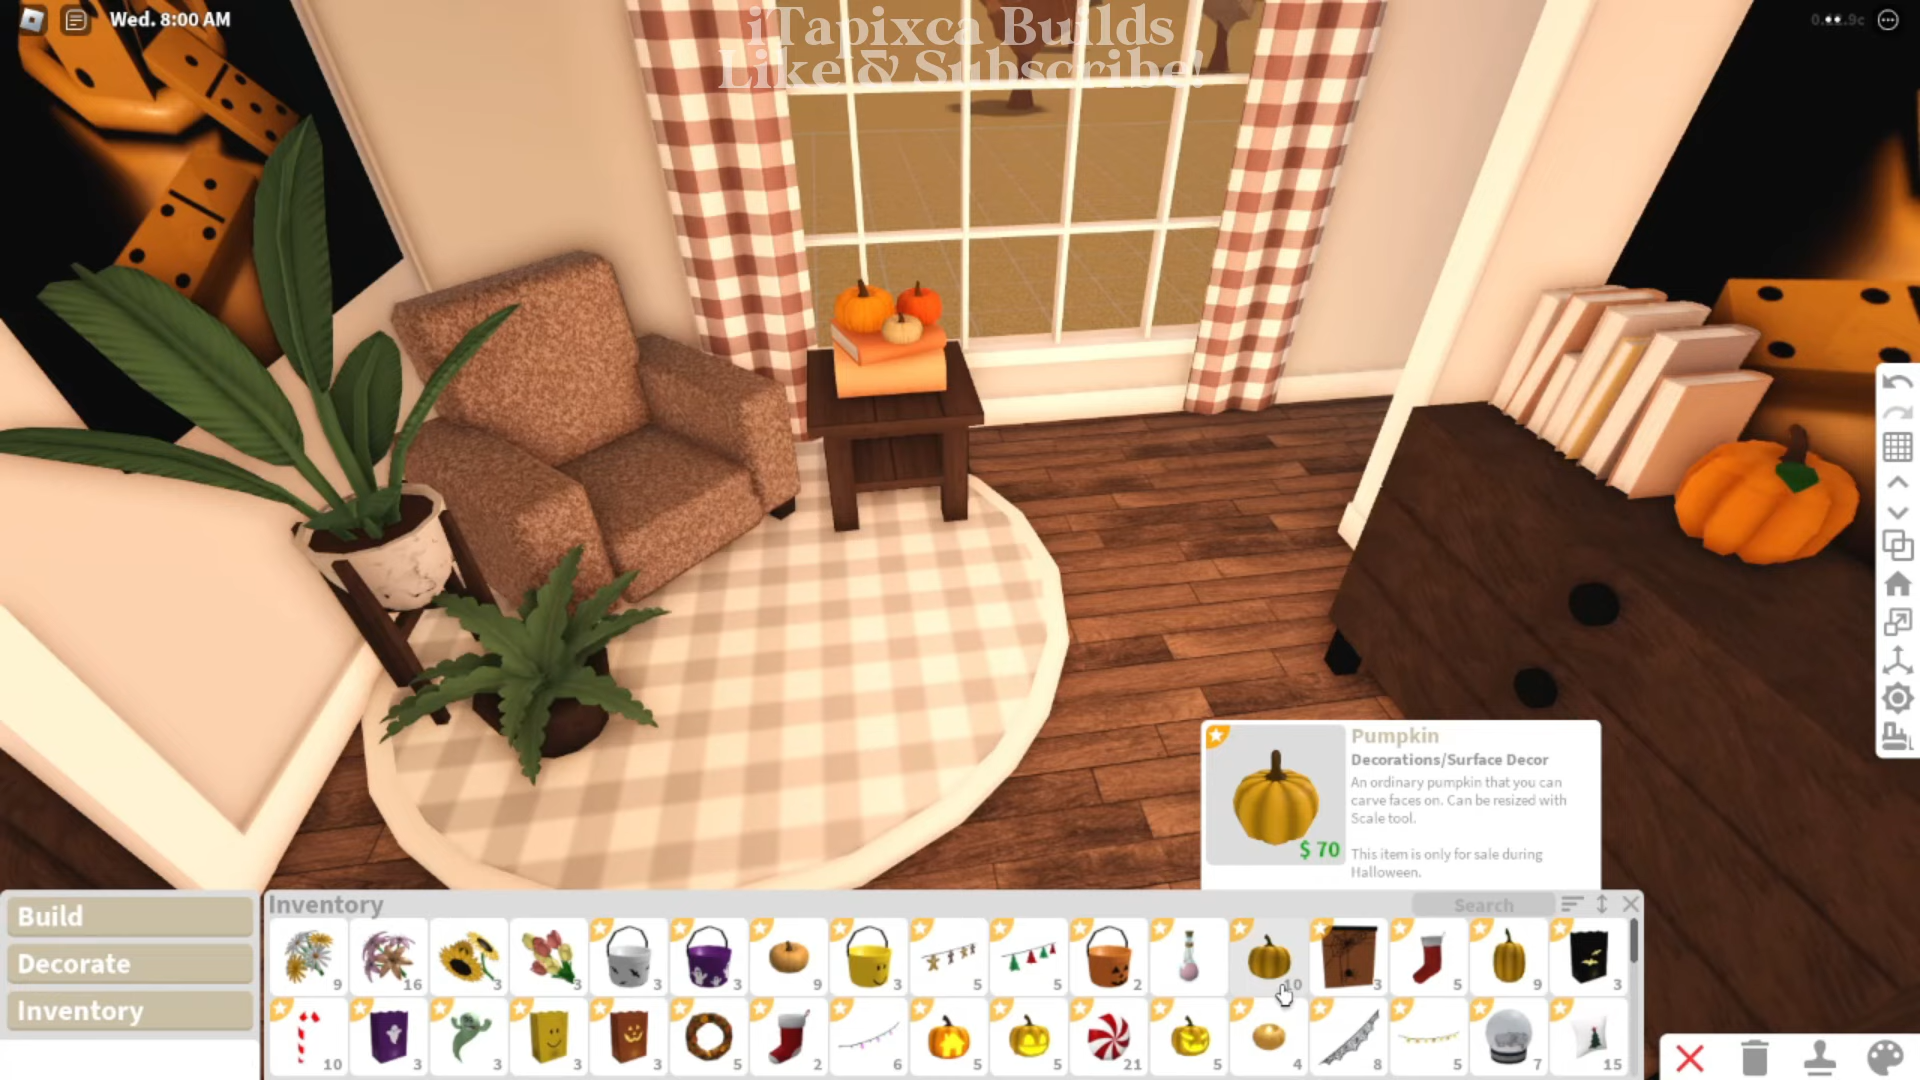 Wed. 8:00 AM
iTapixca Builds
Like & Subscribe!
Pumpkin
Decorations/Surface Decor
An ordinary pumpkin that you can
carve faces on. Can be resized with
Scale tool.
$ 70
This item is only for sale during
Halloween.
Build
Decorate
Inventory
Inventory
Search
9 16 3 3 3 3 9 3 5 5 2 10 3 5 9 3
10 3 3 3 3 5 2 6 5 5 21 5 4 8 5 7 15